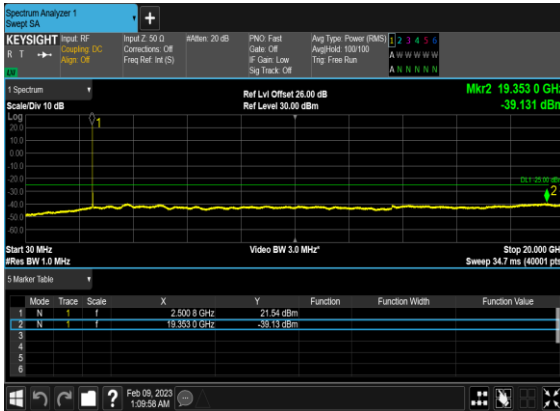 Spectrum Analyzer 1
Swept SA
+
KEYSIGHT
R T
Input: RF
Coupling: DC
Align: Off
Input Z: 50 Ω
Corrections: Off
Freq Ref: Int (S)
#Atten: 20 dB
PNO: Fast
Gate: Off
IF Gain: Low
Sig Track: Off
Avg Type: Power (RMS)
Avg|Hold: 100/100
Trig: Free Run
1 2 3 4 5 6
A W W W W W
A N N N N N
1 Spectrum
Scale/Div 10 dB
Ref Lvl Offset 26.00 dB
Ref Level 30.00 dBm
Mkr2 19.353 0 GHz
-39.131 dBm
Log
20.0
10.0
0.00
-10.0
-20.0
-30.0
-40.0
-50.0
-60.0
1
DL1 -25.00 dBm
2
Start 30 MHz
#Res BW 1.0 MHz
Video BW 3.0 MHz*
Stop 20.000 GHz
Sweep 34.7 ms (40001 pts)
5 Marker Table
Mode Trace Scale X Y Function Function Width Function Value
1 N 1 f 2.500 8 GHz 21.54 dBm
2 N 1 f 19.353 0 GHz -39.13 dBm
3
4
5
6
?
Feb 09, 2023
1:09:58 AM